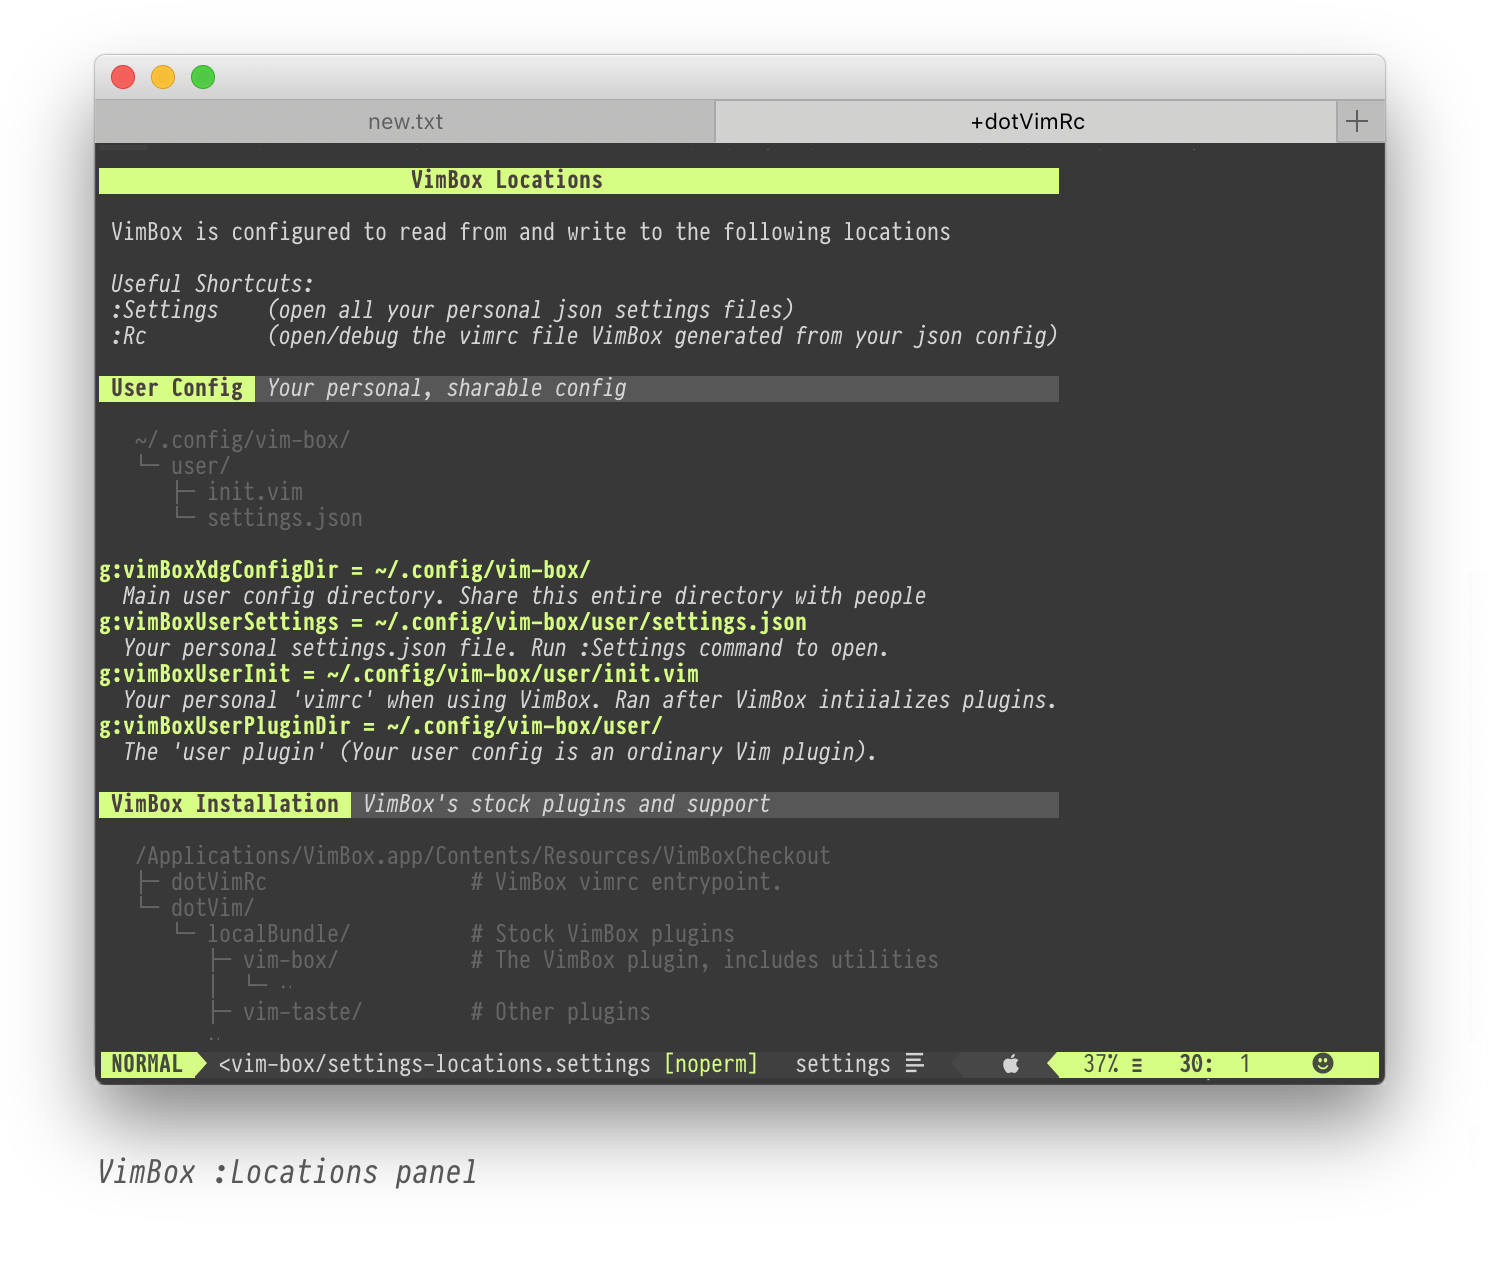 new.txt
+dotVimRc
VimBox Locations
VimBox is configured to read from and write to the following locations
Useful Shortcuts:
:Settings    (open all your personal json settings files)
:Rc          (open/debug the vimrc file VimBox generated from your json config)
User Config  Your personal, sharable config
~/.config/vim-box/
└─ user/
   ├─ init.vim
   └─ settings.json
g:vimBoxXdgConfigDir = ~/.config/vim-box/
  Main user config directory. Share this entire directory with people
g:vimBoxUserSettings = ~/.config/vim-box/user/settings.json
  Your personal settings.json file. Run :Settings command to open.
g:vimBoxUserInit = ~/.config/vim-box/user/init.vim
  Your personal 'vimrc' when using VimBox. Ran after VimBox intiializes plugins.
g:vimBoxUserPluginDir = ~/.config/vim-box/user/
  The 'user plugin' (Your user config is an ordinary Vim plugin).
VimBox Installation  VimBox's stock plugins and support
/Applications/VimBox.app/Contents/Resources/VimBoxCheckout
├─ dotVimRc                 # VimBox vimrc entrypoint.
└─ dotVim/
   └─ localBundle/          # Stock VimBox plugins
      ├─ vim-box/           # The VimBox plugin, includes utilities
      │  └─ ..
      ├─ vim-taste/         # Other plugins
      ..
NORMAL  <vim-box/settings-locations.settings [noperm]   settings   37% ≡   30:  1   ☻
VimBox :Locations panel